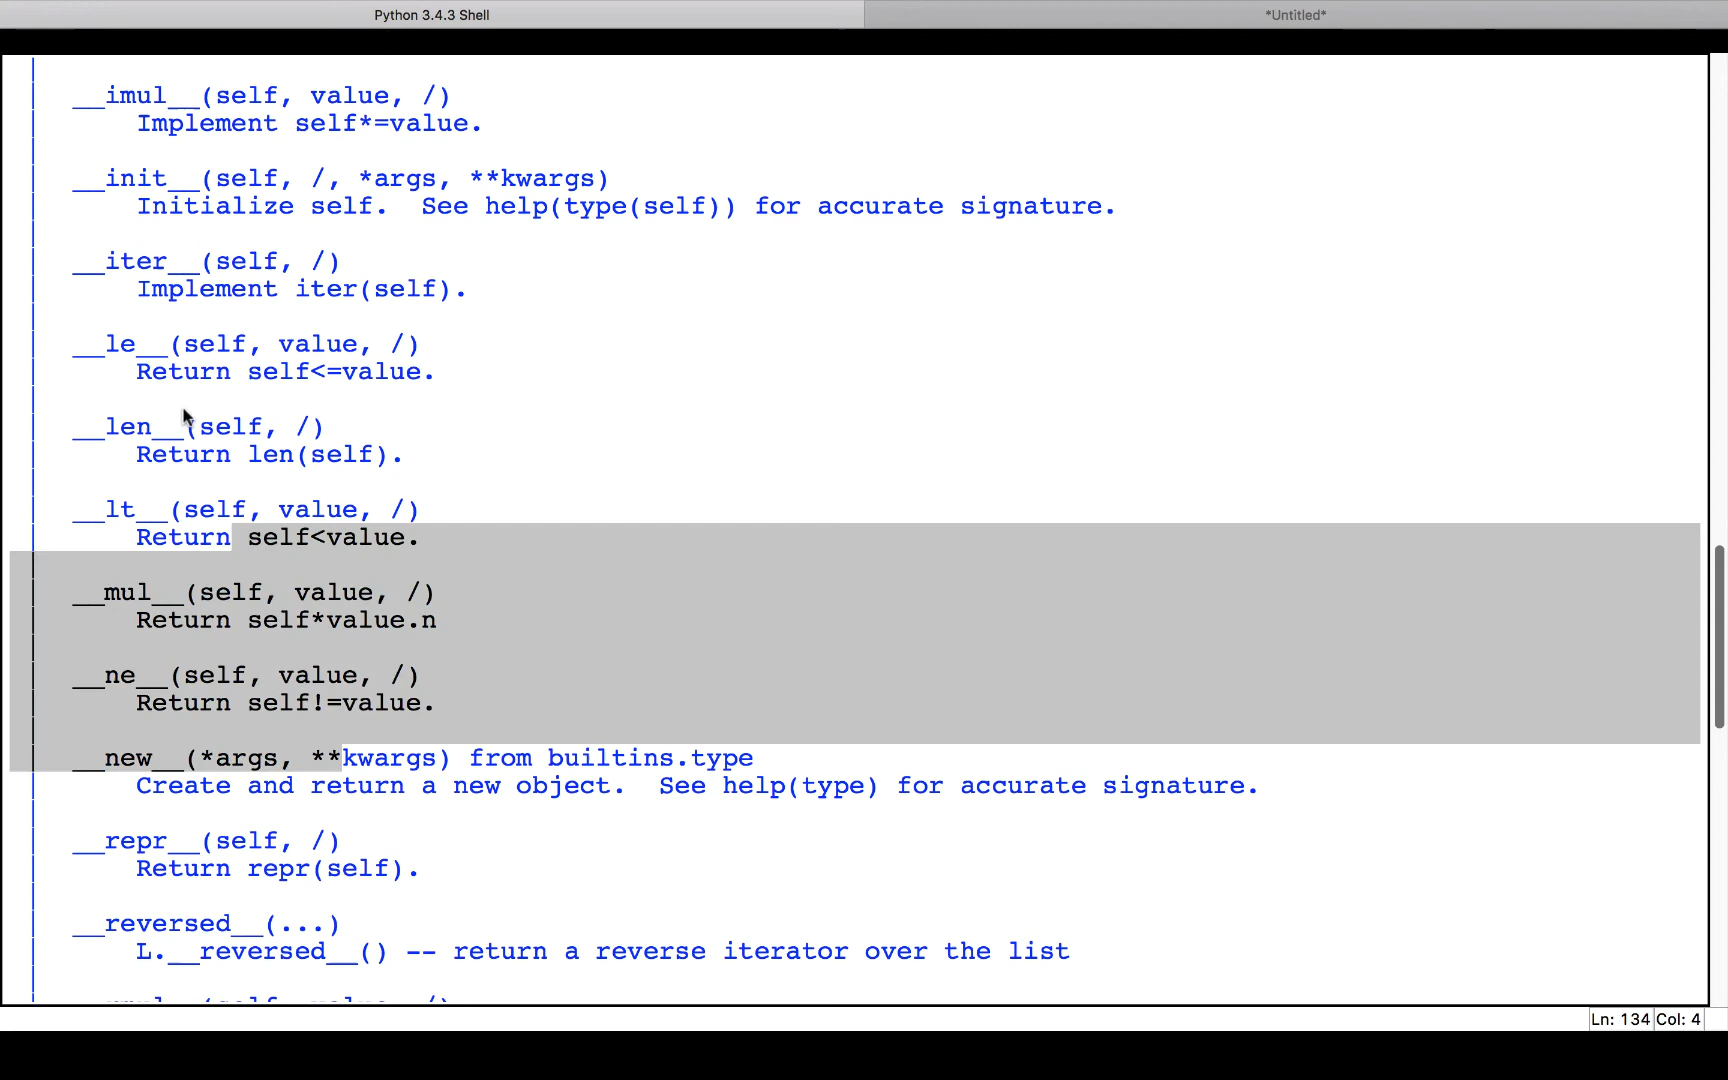 Python 3.4.3 Shell
*Untitled*
__imul__(self, value, /)
Implement self*=value.
__init__(self, /, *args, **kwargs)
Initialize self.  See help(type(self)) for accurate signature.
__iter__(self, /)
Implement iter(self).
__le__(self, value, /)
Return self<=value.
__len__(self, /)
Return len(self).
__lt__(self, value, /)
Return self<value.
__mul__(self, value, /)
Return self*value.n
__ne__(self, value, /)
Return self!=value.
__new__(*args, **kwargs) from builtins.type
Create and return a new object.  See help(type) for accurate signature.
__repr__(self, /)
Return repr(self).
__reversed__(...)
L.__reversed__() -- return a reverse iterator over the list
Ln: 134 Col: 4